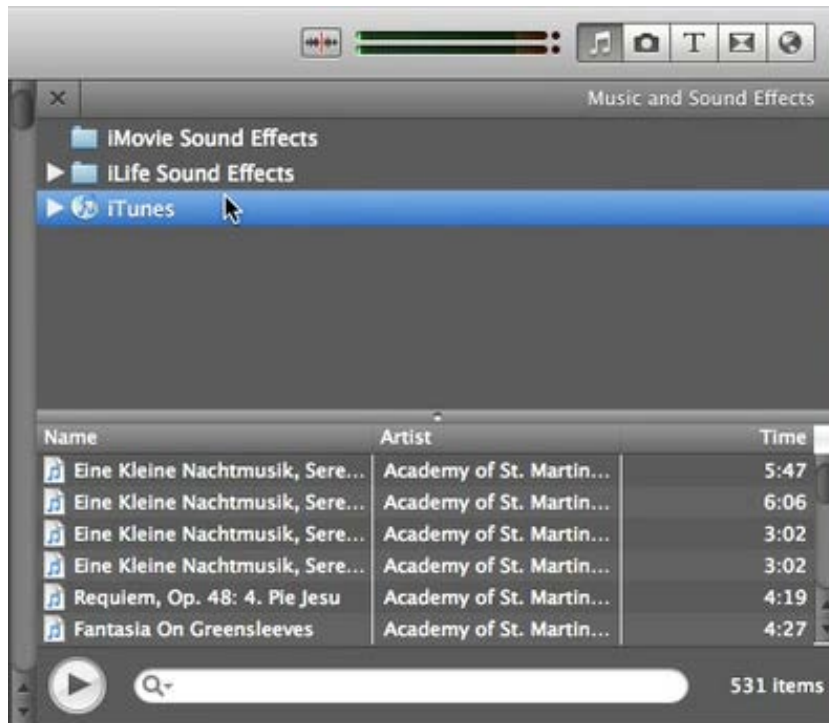 T
Music and Sound Effects
iMovie Sound Effects
iLife Sound Effects
iTunes
Name Artist Time
Eine Kleine Nachtmusik, Sere... Academy of St. Martin... 5:47
Eine Kleine Nachtmusik, Sere... Academy of St. Martin... 6:06
Eine Kleine Nachtmusik, Sere... Academy of St. Martin... 3:02
Eine Kleine Nachtmusik, Sere... Academy of St. Martin... 3:02
Requiem, Op. 48: 4. Pie Jesu Academy of St. Martin... 4:19
Fantasia On Greensleeves Academy of St. Martin... 4:27
531 items